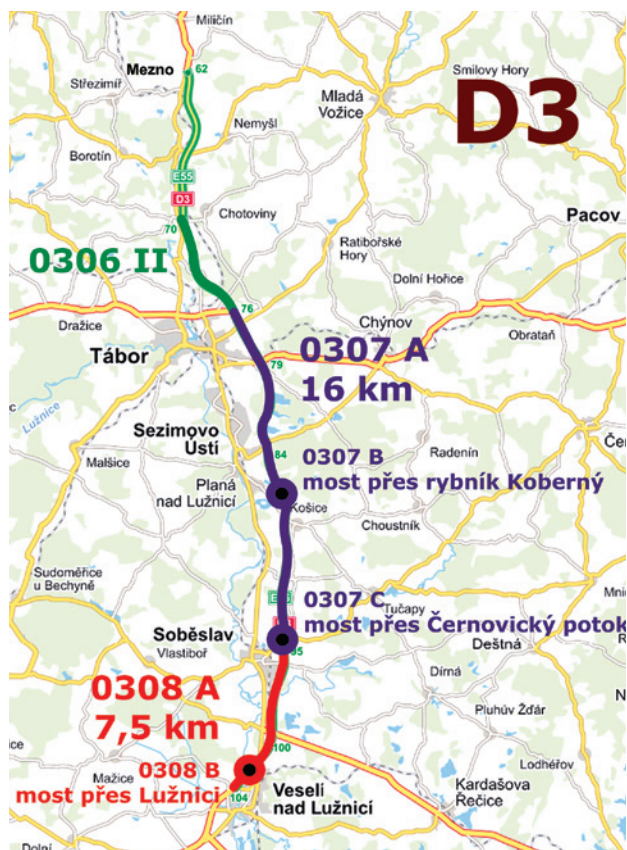 Miličín
Mezno
62
Střezimíř
Smilovy Hory
D3
Mladá
Vožice
Nemyšl
Borotín
E55
D3
Chotoviny
Pacov
70
0306 II
Ratibořské
Hory
Dolní Hořice
76
Dražice
Chýnov
Obrataň
Tábor
0307 A
16 km
79
Lužnice
Sezimovo
Ústí
Malšice
84
Radenín
0307 B
most přes rybník Koberný
Planá
nad Lužnicí
Košice
Choustník
Sudoměřice
u Bechyně
0307 C
most přes Černovický potok
Tučapy
Soběslav
Vlastiboř
Deštná
Dírná
0308 A
7,5 km
Pluhův Žďár
100
0308 B
most přes Lužnici
Mažice
104
Lodhéřov
Veselí
nad Lužnicí
Kardašova
Řečice
Dolní